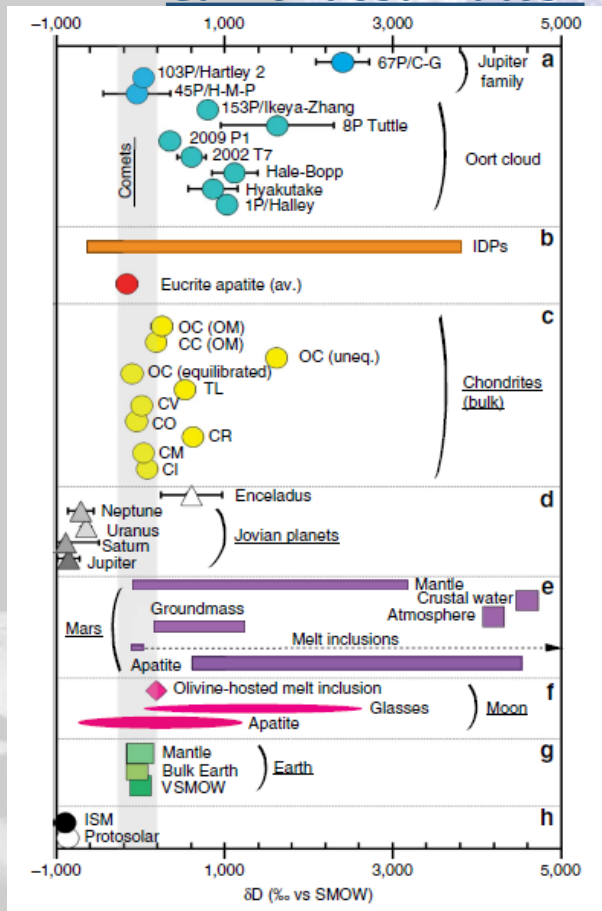 −1,000 1,000 3,000 5,000
a
67P/C-G
Jupiter
family
103P/Hartley 2
45P/H-M-P
153P/Ikeya-Zhang
8P Tuttle
2009 P1
2002 T7
Oort cloud
Hale-Bopp
Hyakutake
1P/Halley
Comets
b
IDPs
Eucrite apatite (av.)
c
OC (OM)
CC (OM)
OC (uneq.)
OC (equilibrated)
TL
Chondrites
(bulk)
CV
CO
CR
CM
CI
d
Enceladus
Neptune
Uranus
Jovian planets
Saturn
Jupiter
e
Mantle
Crustal water
Groundmass
Atmosphere
Mars
Melt inclusions
Apatite
f
Olivine-hosted melt inclusion
Glasses
Moon
Apatite
g
Mantle
Bulk Earth
Earth
VSMOW
h
ISM
Protosolar
−1,000 1,000 3,000 5,000
δD (‰ vs SMOW)